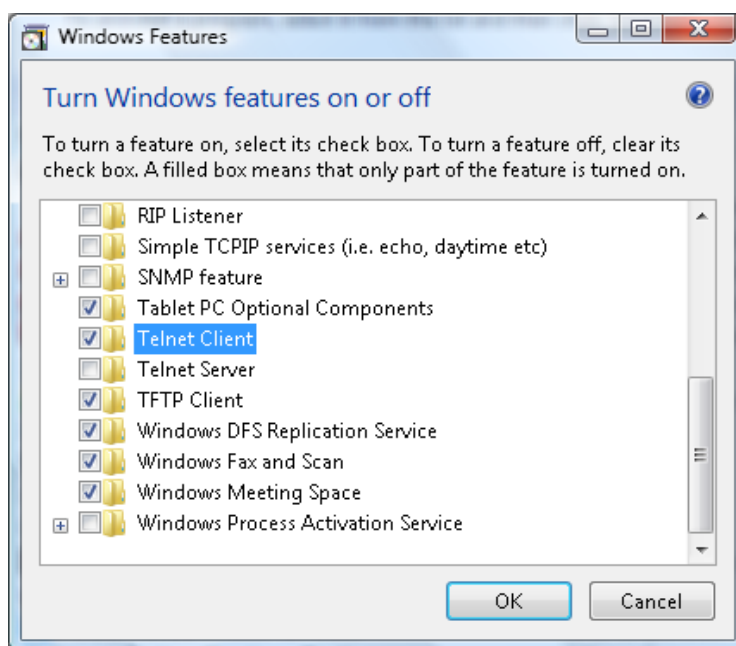 Windows Features
Turn Windows features on or off
To turn a feature on, select its check box. To turn a feature off, clear its
check box. A filled box means that only part of the feature is turned on.
RIP Listener
Simple TCPIP services (i.e. echo, daytime etc)
SNMP feature
Tablet PC Optional Components
Telnet Client
Telnet Server
TFTP Client
Windows DFS Replication Service
Windows Fax and Scan
Windows Meeting Space
Windows Process Activation Service
OK Cancel